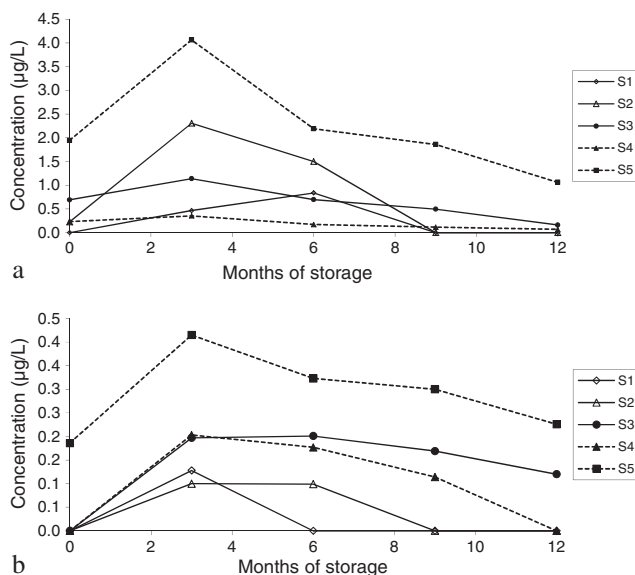 4.5
4.0
3.5
3.0
2.5
2.0
1.5
1.0
0.5
0.0
Concentration (µg/L)
0 2 4 6 8 10 12
Months of storage
S1
S2
S3
S4
S5
a
0.5
0.4
0.4
0.3
0.3
0.2
0.2
0.1
0.1
0.0
Concentration (µg/L)
0 2 4 6 8 10 12
Months of storage
S1
S2
S3
S4
S5
b